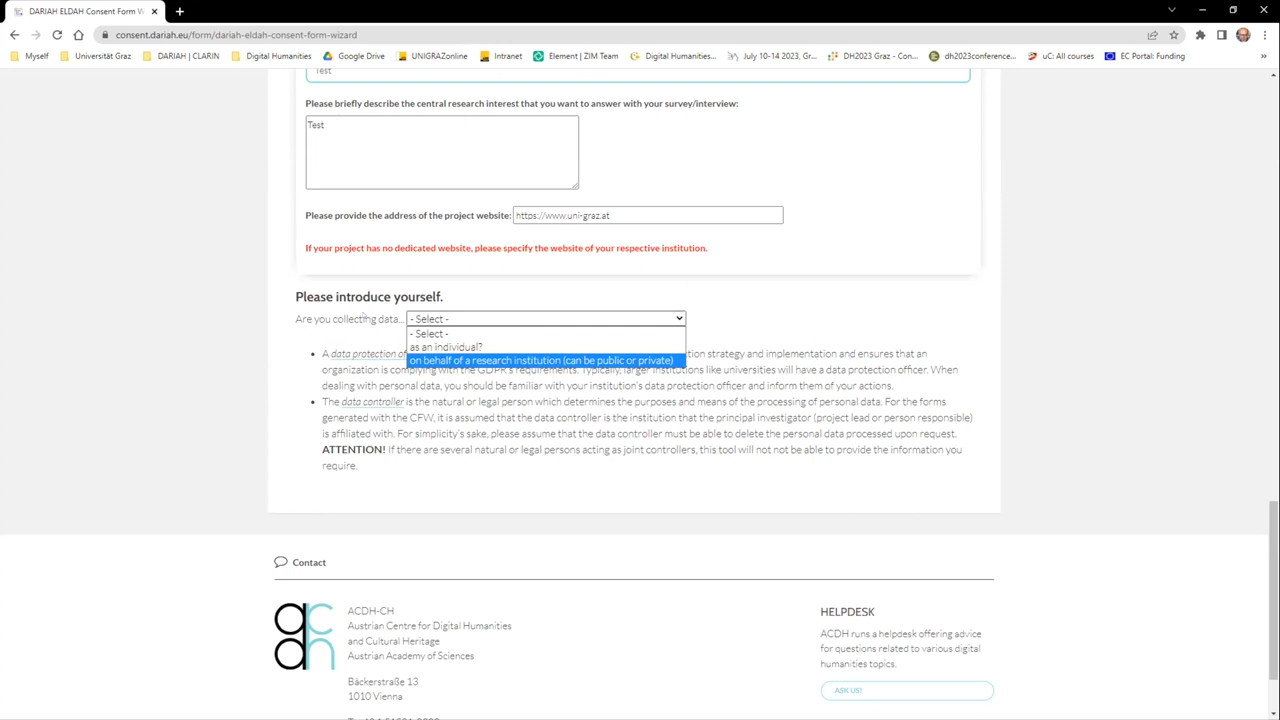 DARIAH ELDAH Consent Form W
consent.dariah.eu/form/dariah-eldah-consent-form-wizard
Myself
Universität Graz
DARIAH | CLARIN
Digital Humanities
Google Drive
UNIGRAZonline
Intranet
Element | ZIM Team
Digital Humanities...
July 10-14 2023, Gr...
DH2023 Graz - Con...
dh2023conference...
uC: All courses
EC Portal: Funding
»
Test
Please briefly describe the central research interest that you want to answer with your survey/interview:
Test
Please provide the address of the project website: https://www.uni-graz.at
If your project has no dedicated website, please specify the website of your respective institution.
Please introduce yourself.
Are you collecting data... - Select -
- Select -
as an individual?
on behalf of a research institution (can be public or private)
• A data protection of ction strategy and implementation and ensures that an
organization is complying with the GDPR's requirements. Typically, larger institutions like universities will have a data protection officer. When
dealing with personal data, you should be familiar with your institution's data protection officer and inform them of your actions.
• The data controller is the natural or legal person which determines the purposes and means of the processing of personal data. For the forms
generated with the CFW, it is assumed that the data controller is the institution that the principal investigator (project lead or person responsible)
is affiliated with. For simplicity's sake, please assume that the data controller must be able to delete the personal data processed upon request.
ATTENTION! If there are several natural or legal persons acting as joint controllers, this tool will not not be able to provide the information you
require.
Contact
acdh
ACDH-CH
Austrian Centre for Digital Humanities
and Cultural Heritage
Austrian Academy of Sciences
Bäckerstraße 13
1010 Vienna
HELPDESK
ACDH runs a helpdesk offering advice
for questions related to various digital
humanities topics.
ASK US!